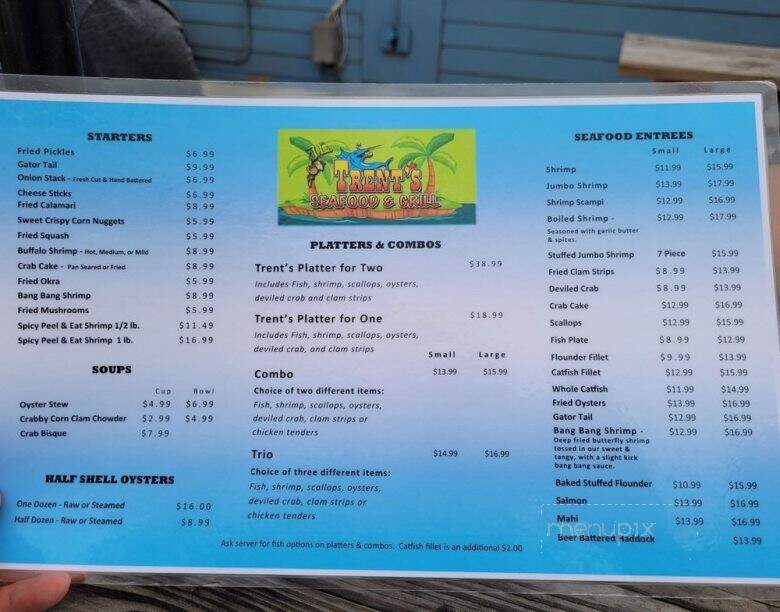 STARTERS
Fried Pickles $6.99
Gator Tail $9.99
Onion Stack - Fresh Cut & Hand Battered $6.99
Cheese Sticks $6.99
Fried Calamari $8.99
Sweet Crispy Corn Nuggets $5.99
Fried Squash $5.99
Buffalo Shrimp - Hot, Medium, or Mild $8.99
Crab Cake - Pan Seared or Fried $8.99
Fried Okra $5.99
Bang Bang Shrimp $8.99
Fried Mushrooms $5.99
Spicy Peel & Eat Shrimp 1/2 lb. $11.49
Spicy Peel & Eat Shrimp 1 lb. $16.99
SOUPS
Cup Bowl
Oyster Stew $4.99 $6.99
Crabby Corn Clam Chowder $2.99 $4.99
Crab Bisque $7.99
HALF SHELL OYSTERS
One Dozen - Raw or Steamed $16.00
Half Dozen - Raw or Steamed $8.99
TRENT'S
SEAFOOD & GRILL
PLATTERS & COMBOS
Trent's Platter for Two $38.99
Includes Fish, shrimp, scallops, oysters,
deviled crab and clam strips
Trent's Platter for One $18.99
Includes Fish, shrimp, scallops, oysters,
deviled crab, and clam strips
Small Large
Combo $13.99 $15.99
Choice of two different items:
Fish, shrimp, scallops, oysters,
deviled crab, clam strips or
chicken tenders
Trio $14.99 $16.99
Choice of three different items:
Fish, shrimp, scallops, oysters,
deviled crab, clam strips or
chicken tenders
Ask server for fish options on platters & combos. Catfish fillet is an additional $2.00
SEAFOOD ENTREES
Small Large
Shrimp $11.99 $15.99
Jumbo Shrimp $13.99 $17.99
Shrimp Scampi $12.99 $16.99
Boiled Shrimp - $12.99 $17.99
Seasoned with garlic butter
& spices.
Stuffed Jumbo Shrimp 7 Piece $15.99
Fried Clam Strips $8.99 $13.99
Deviled Crab $8.99 $13.99
Crab Cake $12.99 $16.99
Scallops $12.99 $15.99
Fish Plate $8.99 $12.99
Flounder Fillet $9.99 $13.99
Catfish Fillet $12.99 $15.99
Whole Catfish $11.99 $14.99
Fried Oysters $13.99 $16.99
Gator Tail $12.99 $16.99
Bang Bang Shrimp - $12.99 $16.99
Deep fried butterfly shrimp
tossed in our sweet &
tangy, with a slight kick
bang bang sauce.
Baked Stuffed Flounder $10.99 $15.99
Salmon $13.99 $16.99
Mahi $13.99 $16.99
Beer Battered Haddock $13.99
menupix